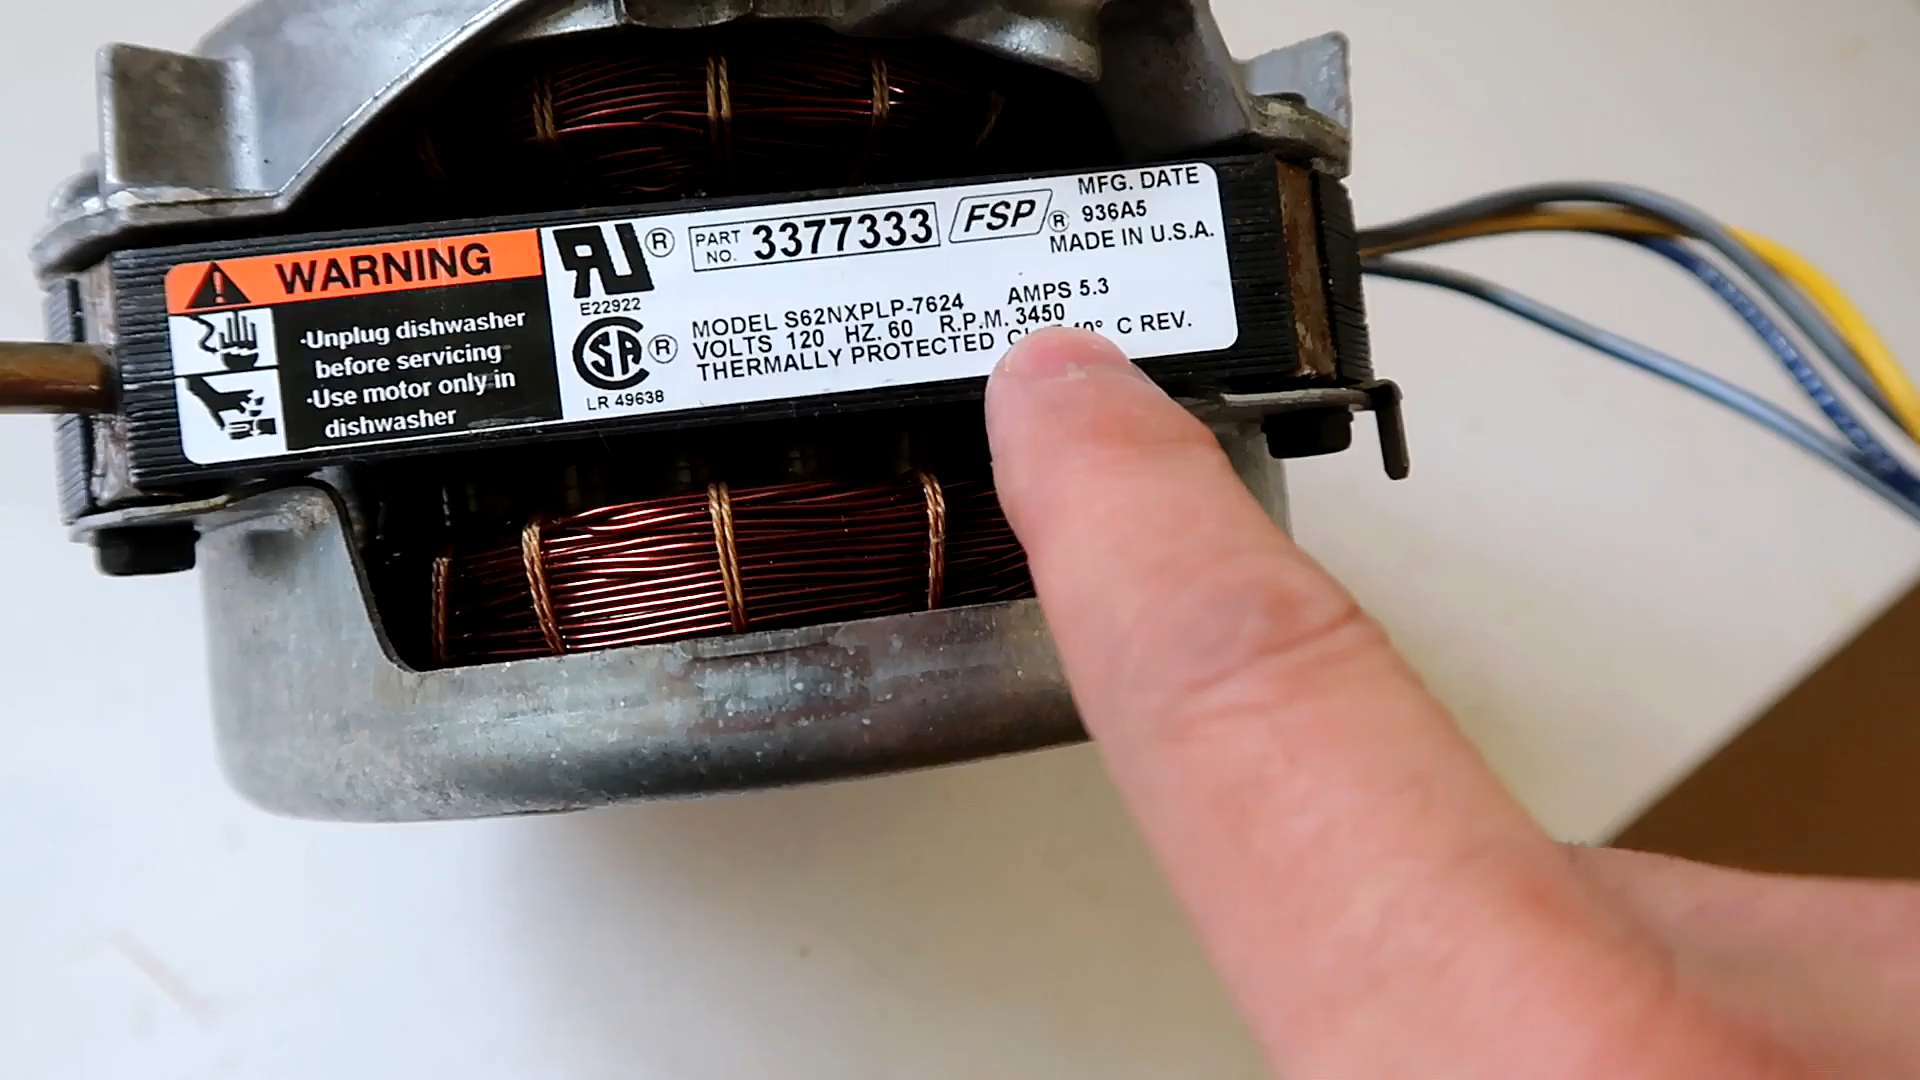 WARNING
·Unplug dishwasher
before servicing
·Use motor only in
dishwasher
®
E22922
SA ®
LR 49638
PART NO. 3377333
FSP ®
MFG. DATE
936A5
MADE IN U.S.A.
MODEL S62NXPLP-7624 AMPS 5.3
VOLTS 120 HZ. 60 R.P.M. 3450
THERMALLY PROTECTED C REV.